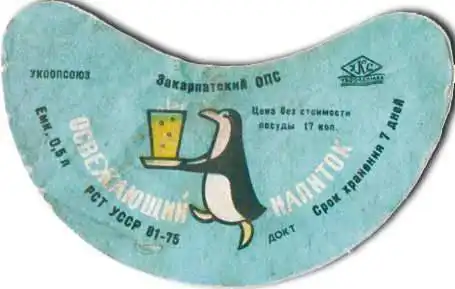 УКООПСОЮЗ
Закарпатский ОПС
УКС
Емк. 0,5 л
Цена без стоимости
посуды 17 коп.
ОСВЕЖАЮЩИЙ НАПИТОК
РСТ УССР 81-75
ДОКТ
Срок хранения 7 дней